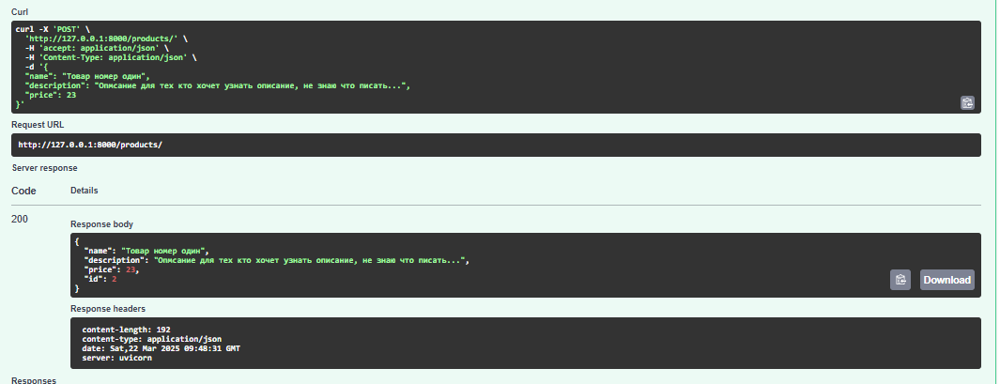 Curl
curl -X 'POST' \
'http://127.0.0.1:8000/products/' \
-H 'accept: application/json' \
-H 'Content-Type: application/json' \
-d '{
"name": "Товар номер один",
"description": "Описание для тех кто хочет узнать описание, не знаю что писать...",
"price": 23
}'
Request URL
http://127.0.0.1:8000/products/
Server response
Code Details
200
Response body
{
"name": "Товар номер один",
"description": "Описание для тех кто хочет узнать описание, не знаю что писать...",
"price": 23,
"id": 2
}
Download
Response headers
content-length: 192
content-type: application/json
date: Sat,22 Mar 2025 09:48:31 GMT
server: uvicorn
Responses